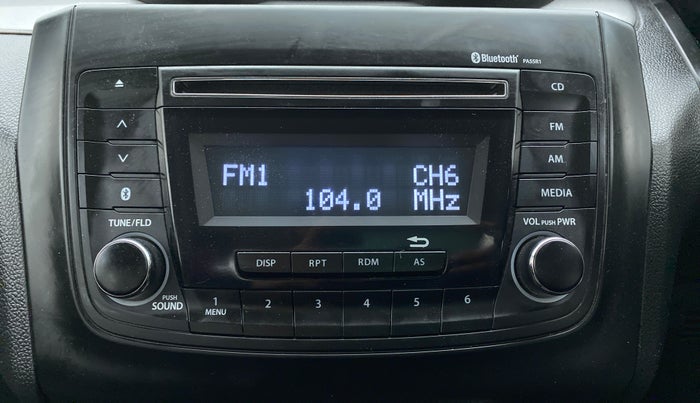 Bluetooth® PA55R1
CD
FM
AM
MEDIA
TUNE/FLD
VOL PUSH PWR
FM1 CH6
104.0 MHz
DISP RPT RDM AS
PUSH
SOUND
1 2 3 4 5 6
MENU